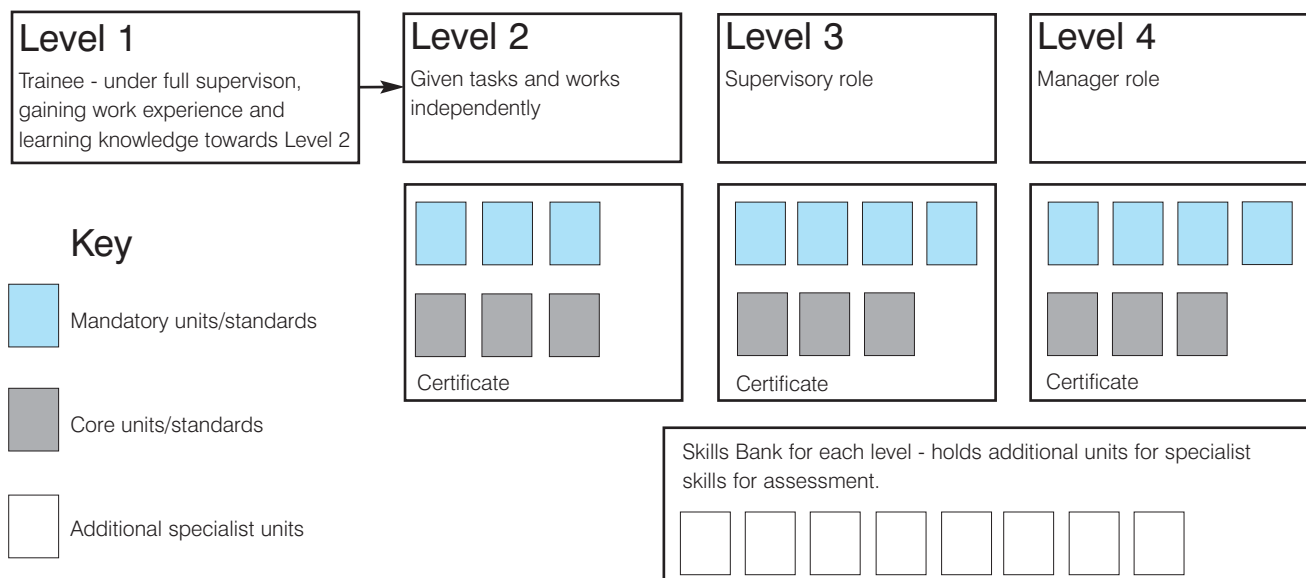 Level 1
Trainee - under full supervison,
gaining work experience and
learning knowledge towards Level 2
Level 2
Given tasks and works
independently
Level 3
Supervisory role
Level 4
Manager role
Key
Mandatory units/standards
Core units/standards
Additional specialist units
Certificate
Certificate
Certificate
Skills Bank for each level - holds additional units for specialist
skills for assessment.